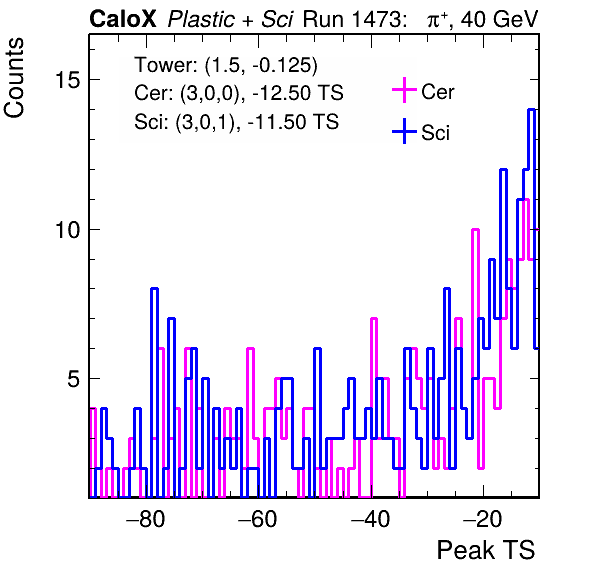 CaloX Plastic + Sci Run 1473: π⁺, 40 GeV
Counts
Tower: (1.5, -0.125)
Cer: (3,0,0), -12.50 TS
Sci: (3,0,1), -11.50 TS
Cer
Sci
15
10
5
−80 −60 −40 −20
Peak TS